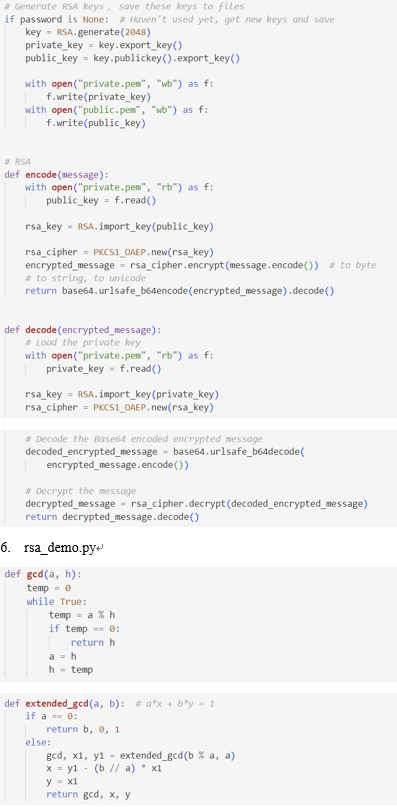 # Generate RSA keys, save these keys to files
if password is None:  # Haven't used yet, get new keys and save
    key = RSA.generate(2048)
    private_key = key.export_key()
    public_key = key.publickey().export_key()

    with open("private.pem", "wb") as f:
        f.write(private_key)
    with open("public.pem", "wb") as f:
        f.write(public_key)


# RSA
def encode(message):
    with open("private.pem", "rb") as f:
        public_key = f.read()

    rsa_key = RSA.import_key(public_key)

    rsa_cipher = PKCS1_OAEP.new(rsa_key)
    encrypted_message = rsa_cipher.encrypt(message.encode())  # to byte
    # to string, to unicode
    return base64.urlsafe_b64encode(encrypted_message).decode()


def decode(encrypted_message):
    # Load the private key
    with open("private.pem", "rb") as f:
        private_key = f.read()

    rsa_key = RSA.import_key(private_key)
    rsa_cipher = PKCS1_OAEP.new(rsa_key)

    # Decode the Base64 encoded encrypted message
    decoded_encrypted_message = base64.urlsafe_b64decode(
        encrypted_message.encode())

    # Decrypt the message
    decrypted_message = rsa_cipher.decrypt(decoded_encrypted_message)
    return decrypted_message.decode()

6. rsa_demo.py↵

def gcd(a, h):
    temp = 0
    while True:
        temp = a % h
        if temp == 0:
            return h
        a = h
        h = temp

def extended_gcd(a, b):  # a*x + b*y = 1
    if a == 0:
        return b, 0, 1
    else:
        gcd, x1, y1 = extended_gcd(b % a, a)
        x = y1 - (b // a) * x1
        y = x1
        return gcd, x, y